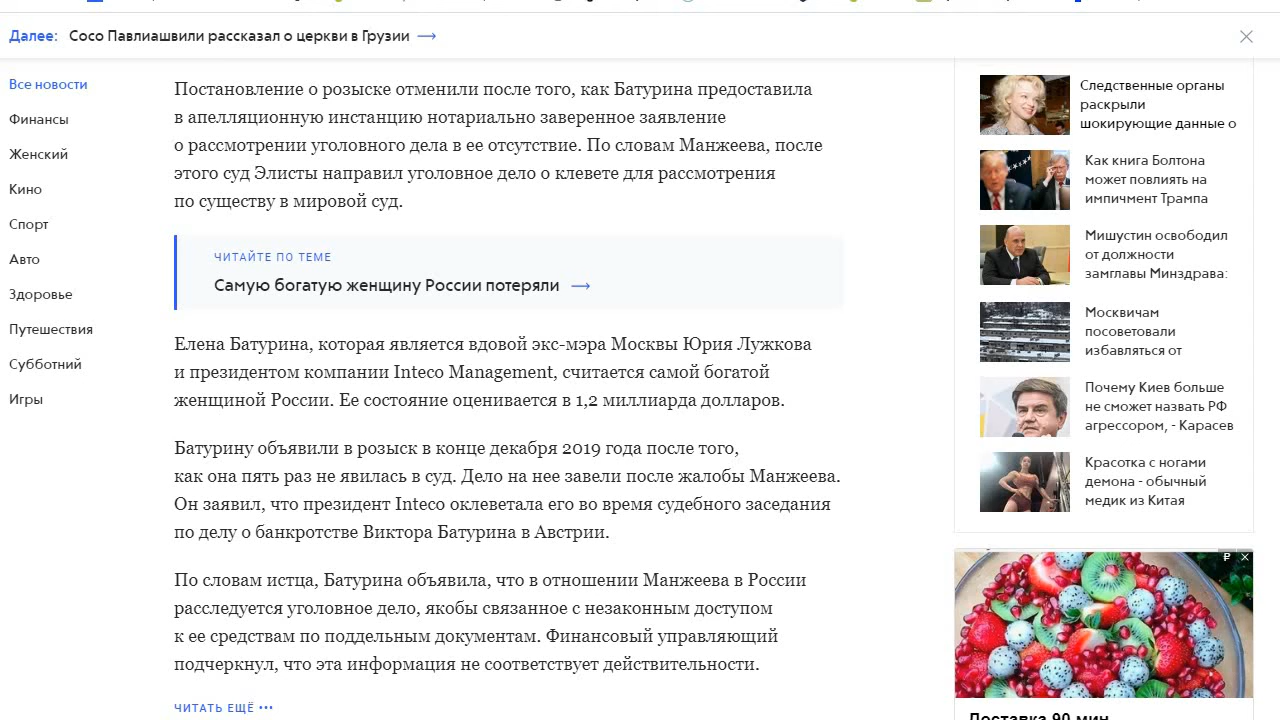 Далее: Сосо Павлиашвили рассказал о церкви в Грузии →
Все новости
Финансы
Женский
Кино
Спорт
Авто
Здоровье
Путешествия
Субботний
Игры
Постановление о розыске отменили после того, как Батурина предоставила
в апелляционную инстанцию нотариально заверенное заявление
о рассмотрении уголовного дела в ее отсутствие. По словам Манжеева, после
этого суд Элисты направил уголовное дело о клевете для рассмотрения
по существу в мировой суд.
ЧИТАЙТЕ ПО ТЕМЕ
Самую богатую женщину России потеряли →
Елена Батурина, которая является вдовой экс-мэра Москвы Юрия Лужкова
и президентом компании Inteco Management, считается самой богатой
женщиной России. Ее состояние оценивается в 1,2 миллиарда долларов.
Батурину объявили в розыск в конце декабря 2019 года после того,
как она пять раз не явилась в суд. Дело на нее завели после жалобы Манжеева.
Он заявил, что президент Inteco оклеветала его во время судебного заседания
по делу о банкротстве Виктора Батурина в Австрии.
По словам истца, Батурина объявила, что в отношении Манжеева в России
расследуется уголовное дело, якобы связанное с незаконным доступом
к ее средствам по поддельным документам. Финансовый управляющий
подчеркнул, что эта информация не соответствует действительности.
ЧИТАТЬ ЕЩЁ •••
Следственные органы
раскрыли
шокирующие данные о
Как книга Болтона
может повлиять на
импичмент Трампа
Мишустин освободил
от должности
замглавы Минздрава:
Москвичам
посоветовали
избавляться от
Почему Киев больше
не сможет назвать РФ
агрессором, - Карасев
Красотка с ногами
демона - обычный
медик из Китая
Доставка 90 мин